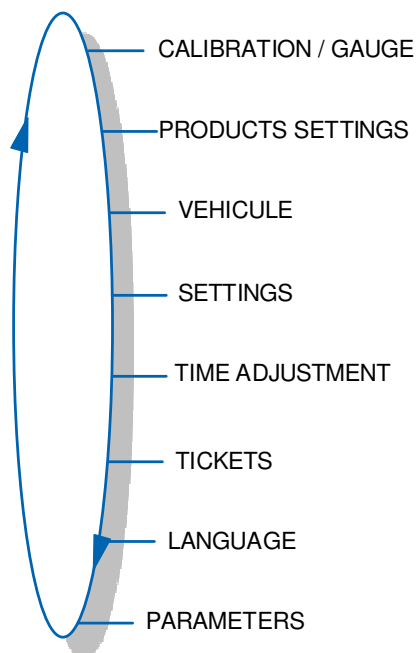 CALIBRATION / GAUGE
PRODUCTS SETTINGS
VEHICULE
SETTINGS
TIME ADJUSTMENT
TICKETS
LANGUAGE
PARAMETERS